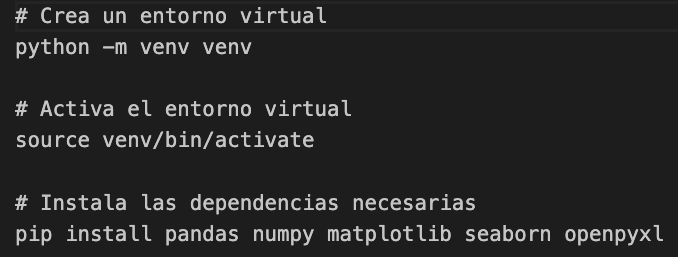 # Crea un entorno virtual
python -m venv venv
# Activa el entorno virtual
source venv/bin/activate
# Instala las dependencias necesarias
pip install pandas numpy matplotlib seaborn openpyxl